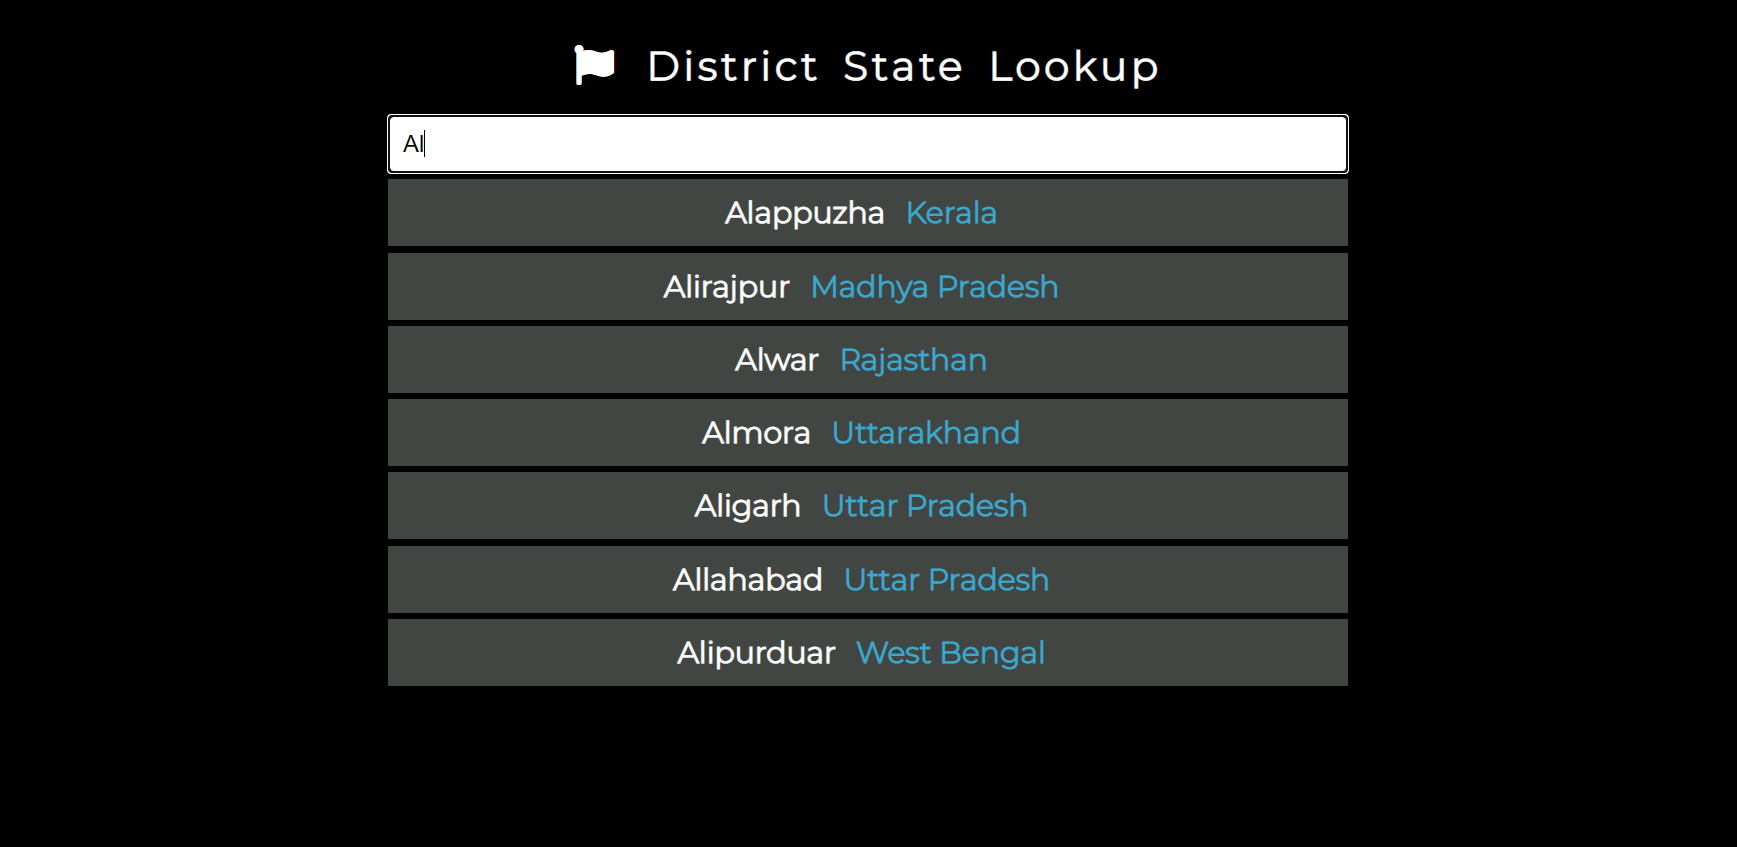 District State Lookup
Al
Alappuzha Kerala
Alirajpur Madhya Pradesh
Alwar Rajasthan
Almora Uttarakhand
Aligarh Uttar Pradesh
Allahabad Uttar Pradesh
Alipurduar West Bengal